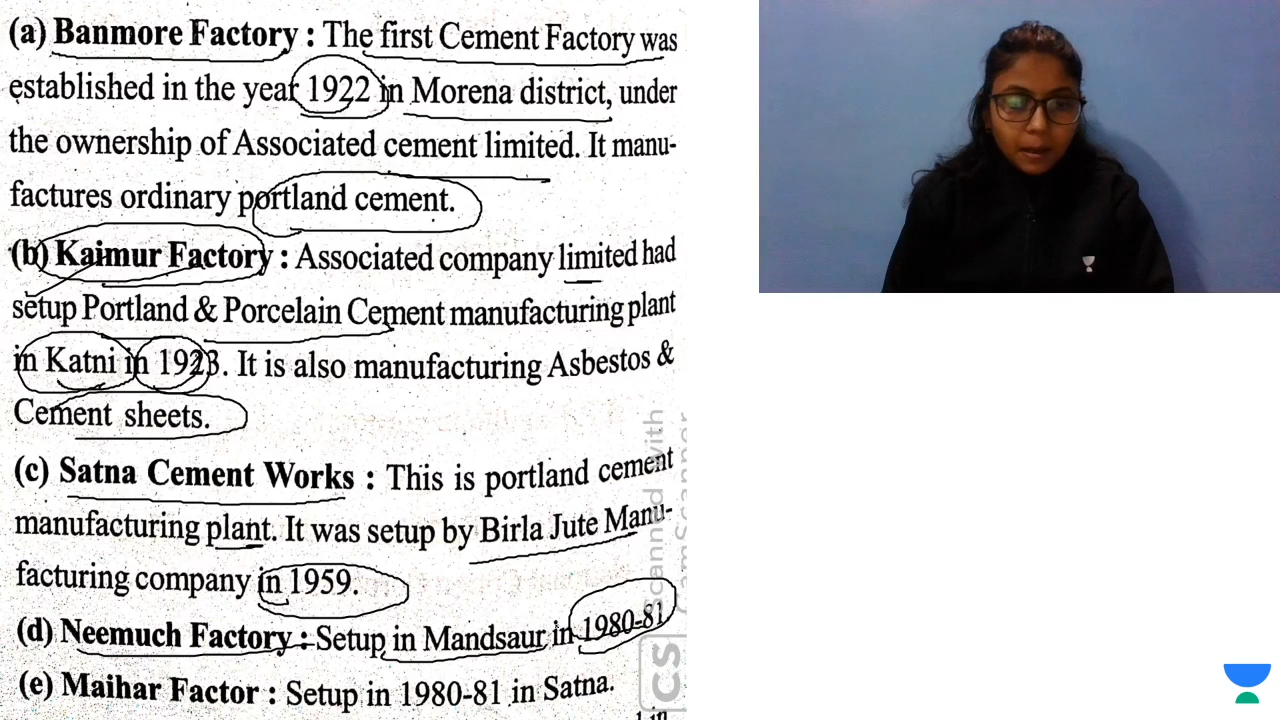 (a) Banmore Factory : The first Cement Factory was
established in the year 1922 in Morena district, under
the ownership of Associated cement limited. It manu-
factures ordinary portland cement.
(b) Kaimur Factory : Associated company limited had
setup Portland & Porcelain Cement manufacturing plant
in Katni in 1923. It is also manufacturing Asbestos &
Cement sheets.
(c) Satna Cement Works : This is portland cement
manufacturing plant. It was setup by Birla Jute Manu-
facturing company in 1959.
(d) Neemuch Factory : Setup in Mandsaur in 1980-81
(e) Maihar Factor : Setup in 1980-81 in Satna.
CS Scanned with
CamScanner